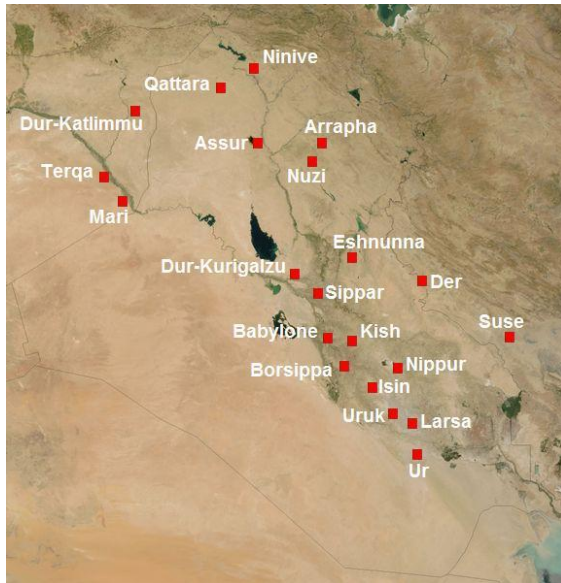 Ninive
Qattara
Dur-Katlimmu
Assur
Arrapha
Terqa
Nuzi
Mari
Eshnunna
Dur-Kurigalzu
Der
Sippar
Suse
Babylone
Kish
Borsippa
Nippur
Isin
Uruk
Larsa
Ur